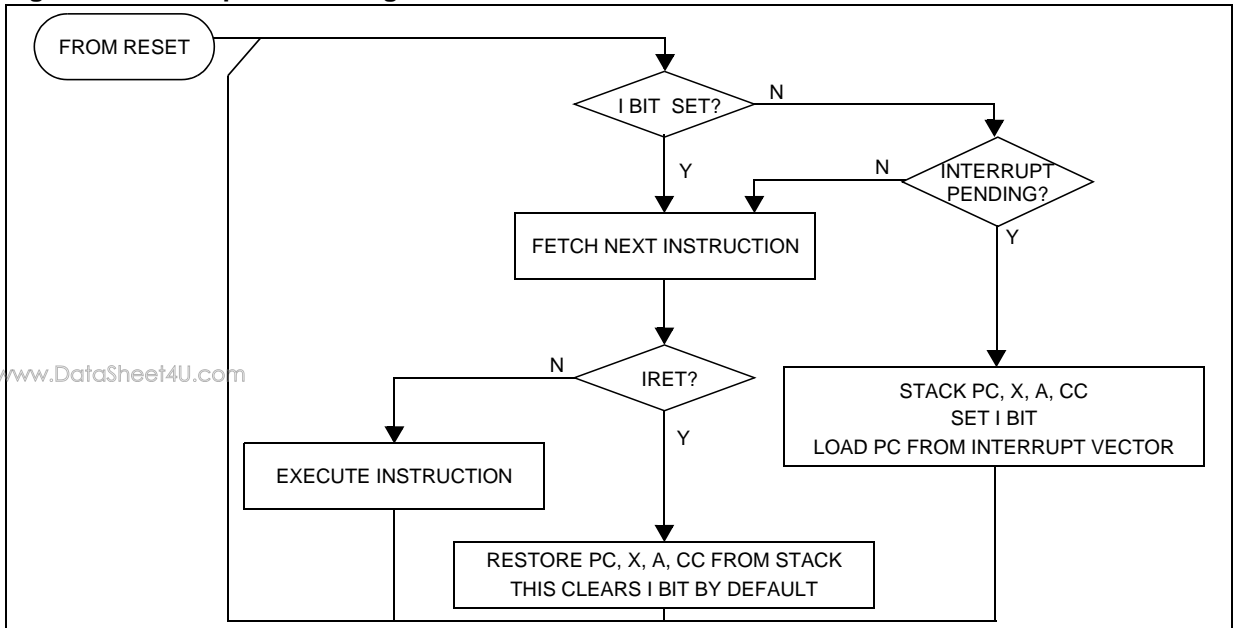 FROM RESET
I BIT SET?
N
Y
N
INTERRUPT
PENDING?
Y
FETCH NEXT INSTRUCTION
www.DataSheet4U.com
N
IRET?
Y
STACK PC, X, A, CC
SET I BIT
LOAD PC FROM INTERRUPT VECTOR
EXECUTE INSTRUCTION
RESTORE PC, X, A, CC FROM STACK
THIS CLEARS I BIT BY DEFAULT